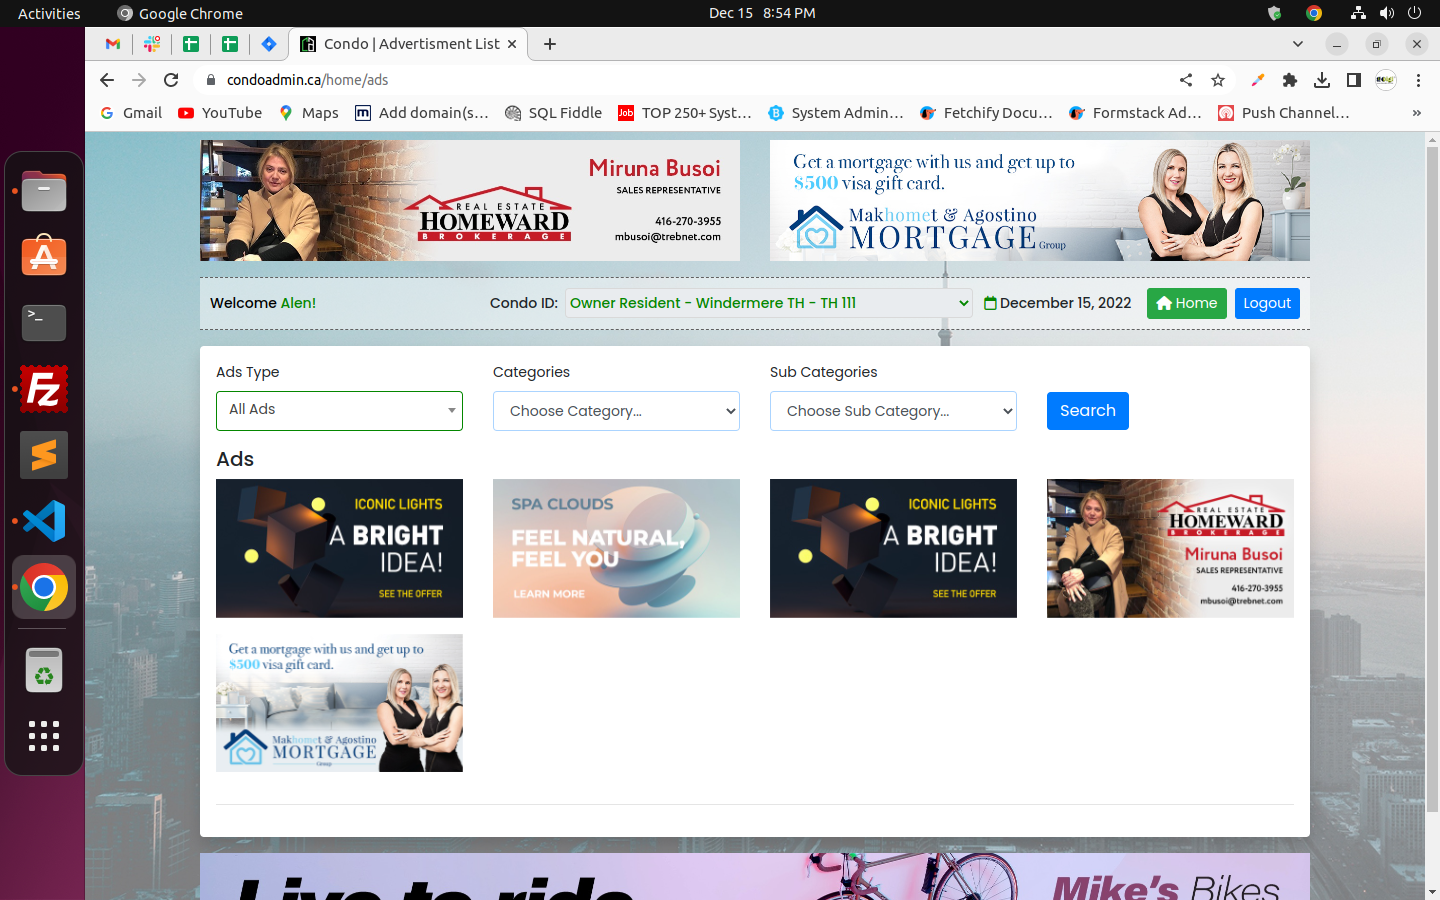 Activities
Google Chrome
Dec 15 8:54 PM
Condo | Advertisment List
condoadmin.ca/home/ads
Gmail
YouTube
Maps
Add domain(s...
SQL Fiddle
Job
TOP 250+ Syst...
System Admin...
Fetchify Docu...
Formstack Ad...
Push Channel...
»
REAL ESTATE
HOMEWARD
BROKERAGE
Miruna Busoi
SALES REPRESENTATIVE
416-270-3955
mbusoi@trebnet.com
Get a mortgage with us and get up to
$500 visa gift card.
Makhomet & Agostino
MORTGAGE Group
Welcome Alen!
Condo ID:
Owner Resident - Windermere TH - TH 111
December 15, 2022
Home
Logout
Ads Type
Categories
Sub Categories
All Ads
Choose Category...
Choose Sub Category...
Search
Ads
ICONIC LIGHTS
A BRIGHT
IDEA!
SEE THE OFFER
SPA CLOUDS
FEEL NATURAL,
FEEL YOU
LEARN MORE
ICONIC LIGHTS
A BRIGHT
IDEA!
SEE THE OFFER
REAL ESTATE
HOMEWARD
BROKERAGE
Miruna Busoi
SALES REPRESENTATIVE
416-270-3955
mbusoi@trebnet.com
Get a mortgage with us and get up to
$500 visa gift card.
Makhomet & Agostino
MORTGAGE
Group
Live to ride
Mike's Bikes